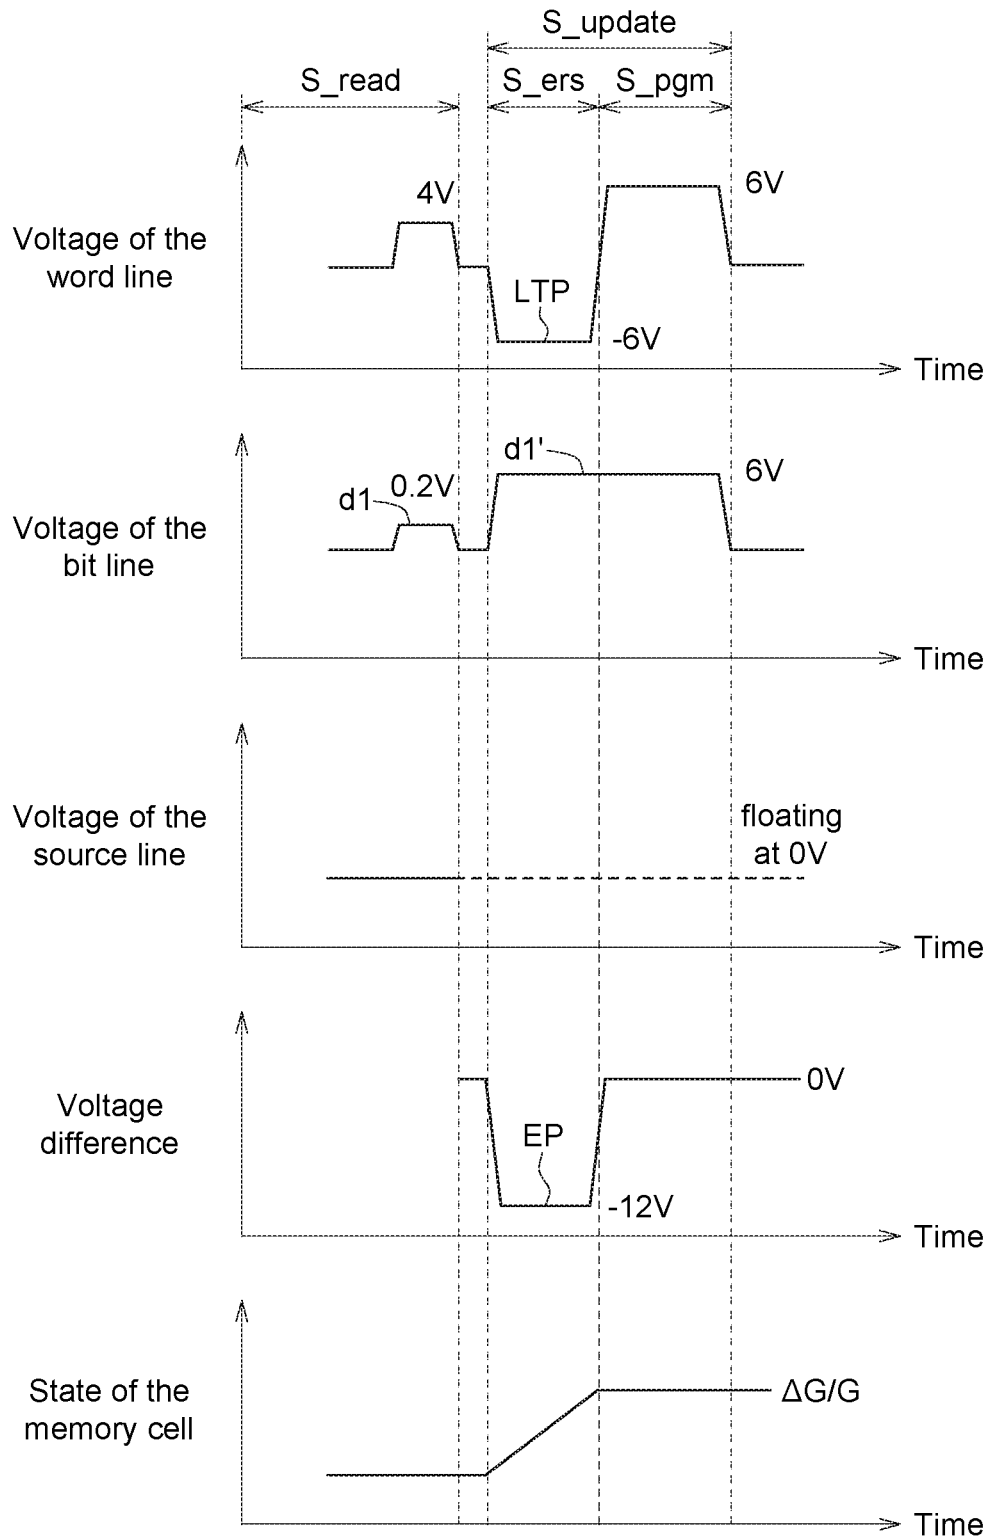 S_update
S_read
S_ers
S_pgm
4V
6V
Voltage of the
word line
LTP
-6V
Time
d1'
0.2V
6V
d1
Voltage of the
bit line
Time
Voltage of the
source line
floating
at 0V
Time
0V
Voltage
difference
EP
-12V
Time
State of the
memory cell
ΔG/G
Time